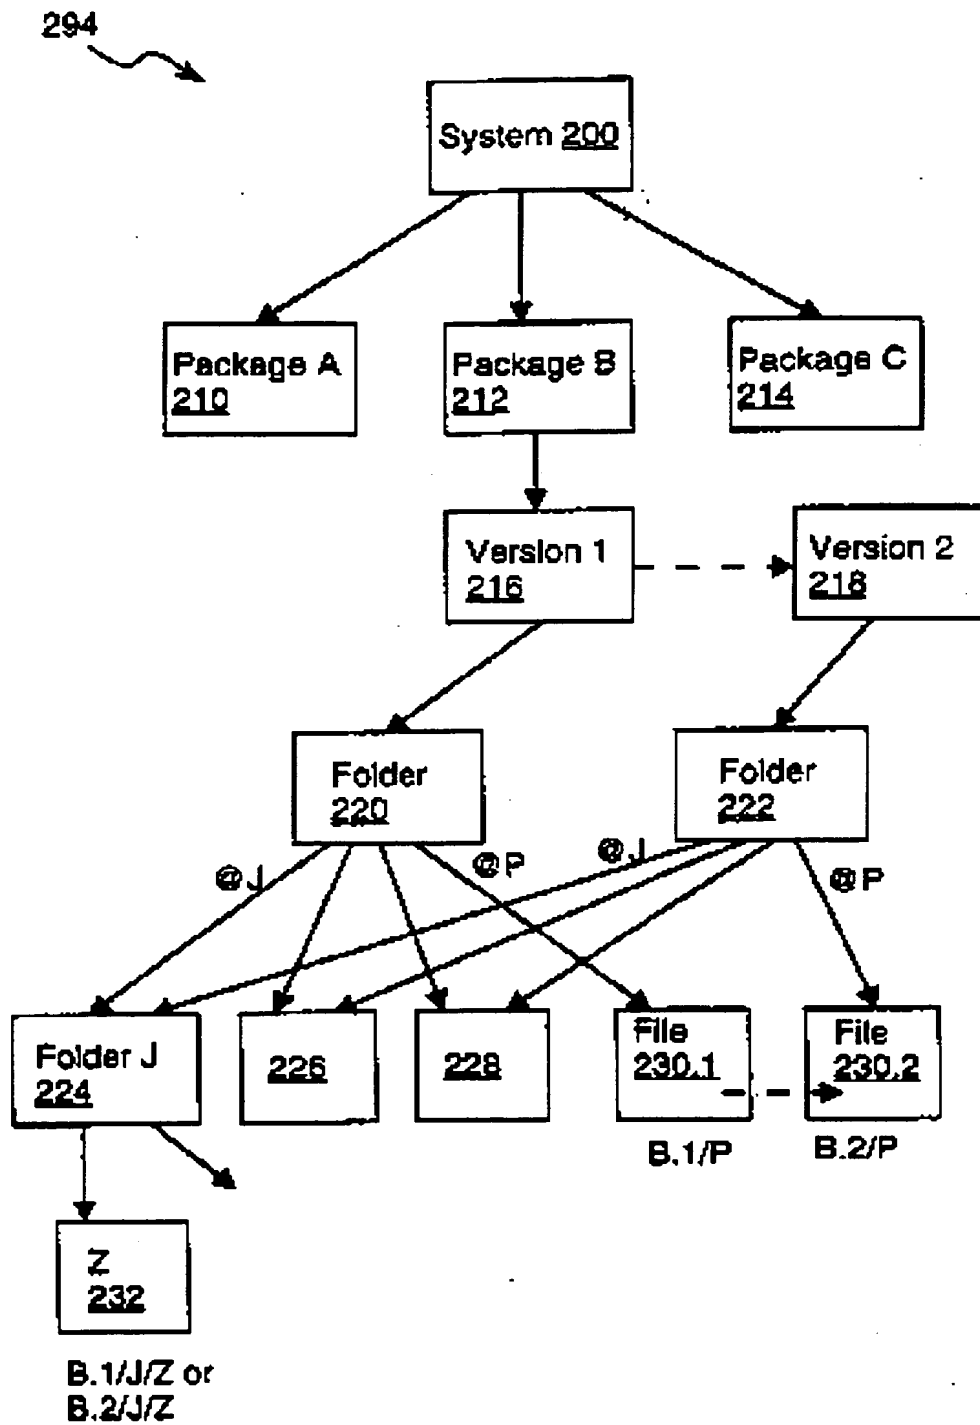 294
System 200
Package A
210
Package B
212
Package C
214
Version 1
216
Version 2
218
Folder
220
Folder
222
@J
@P
@J
@P
Folder J
224
226
228
File
230.1
File
230.2
B.1/P
B.2/P
Z
232
B.1/J/Z or
B.2/J/Z